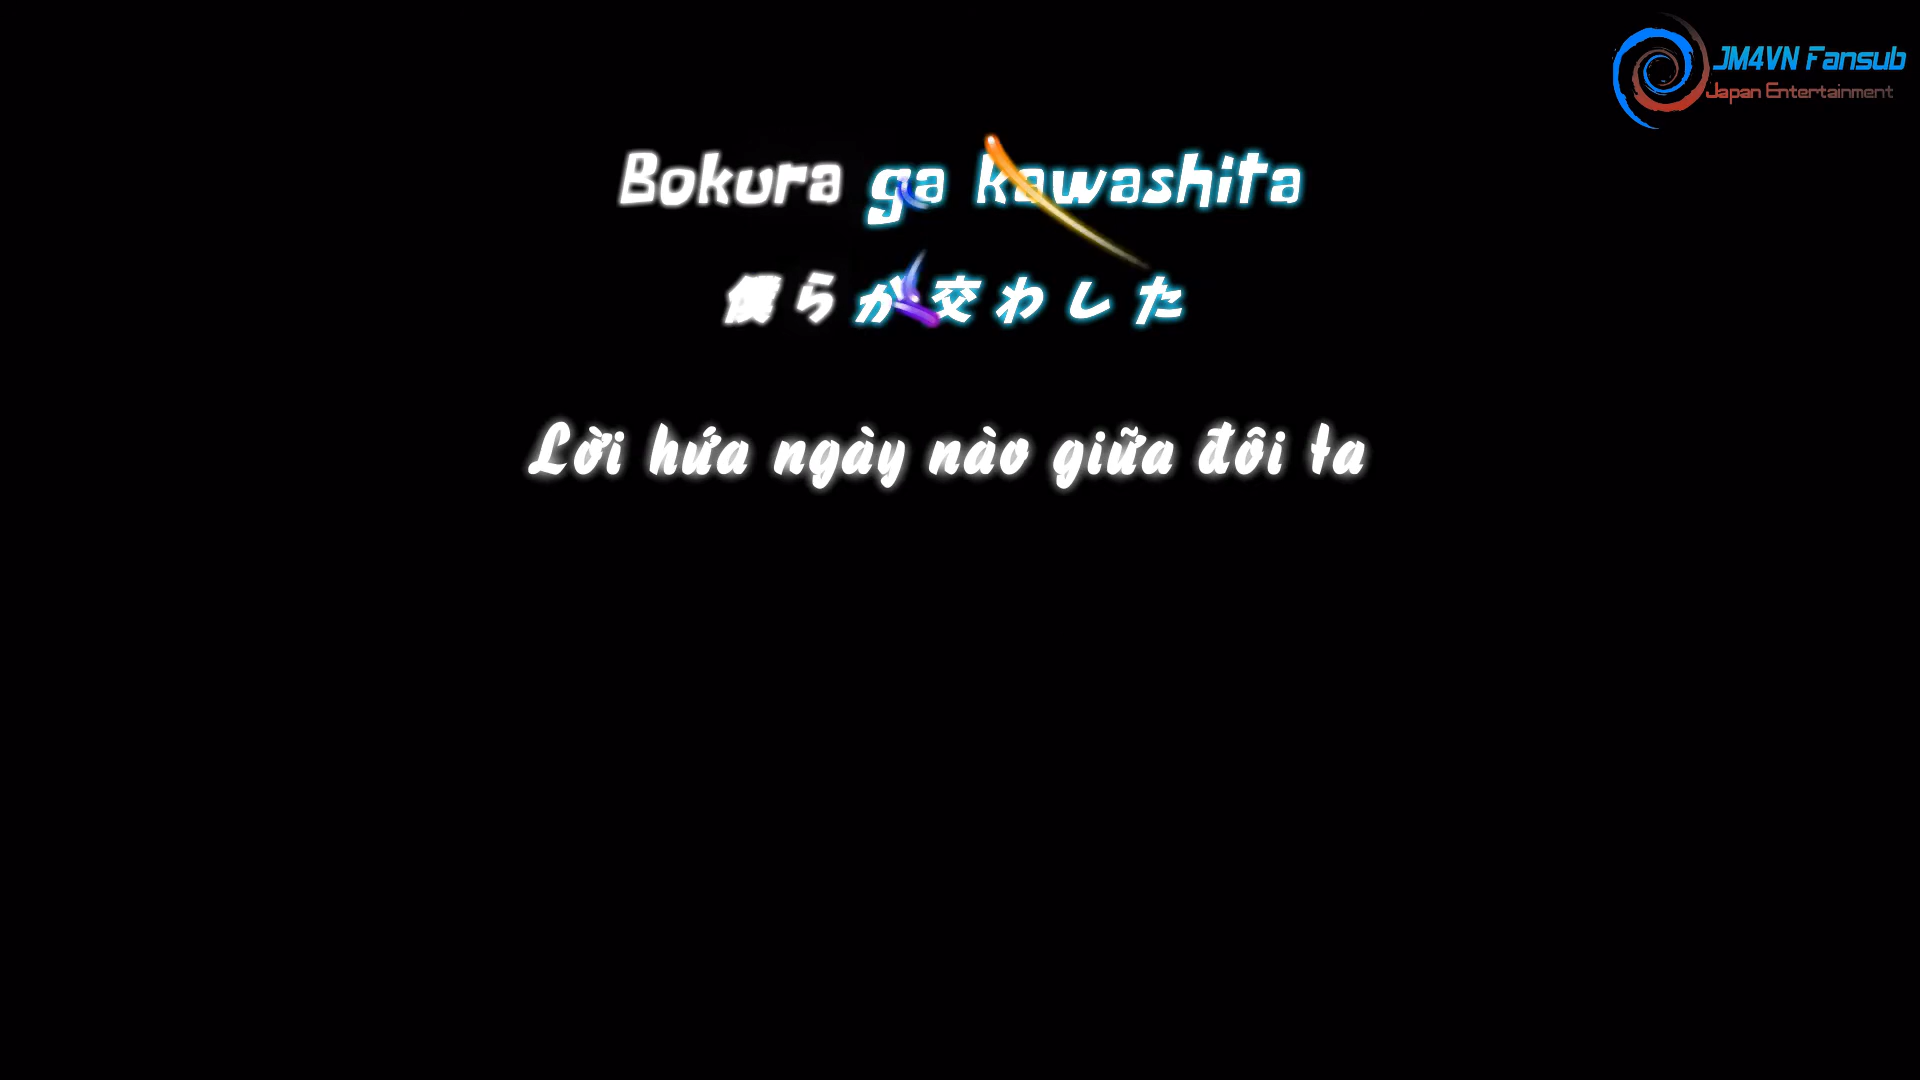 JM4VN Fansub
Japan Entertainment
Bokura ga kawashita
僕らが交わした
Lời hứa ngày nào giữa đôi ta